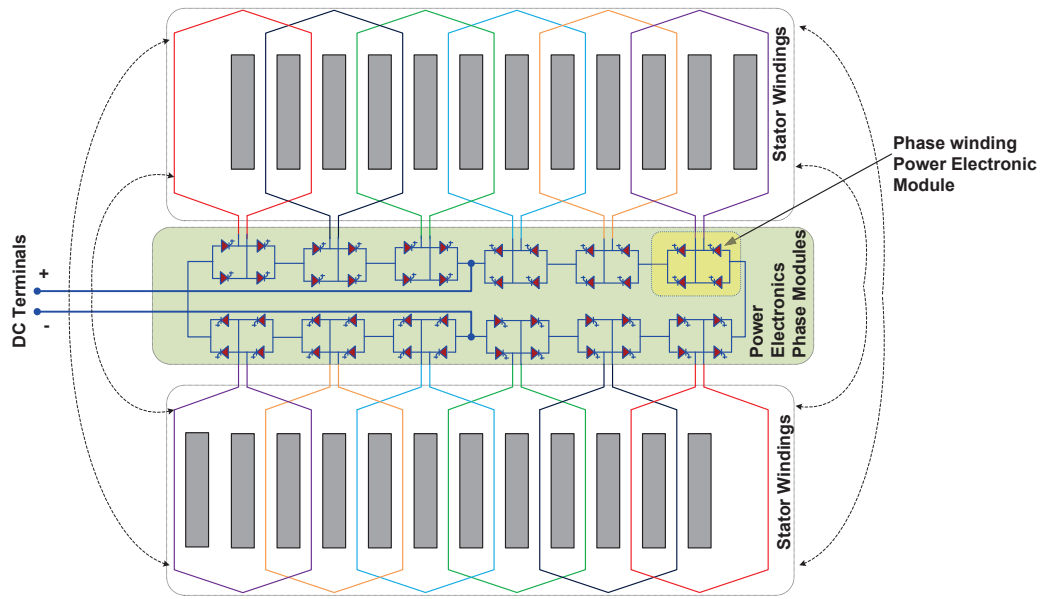 Stator Windings
Phase winding
Power Electronic
Module
DC Terminals
+
-
Power
Electronics
Phase Modules
Stator Windings